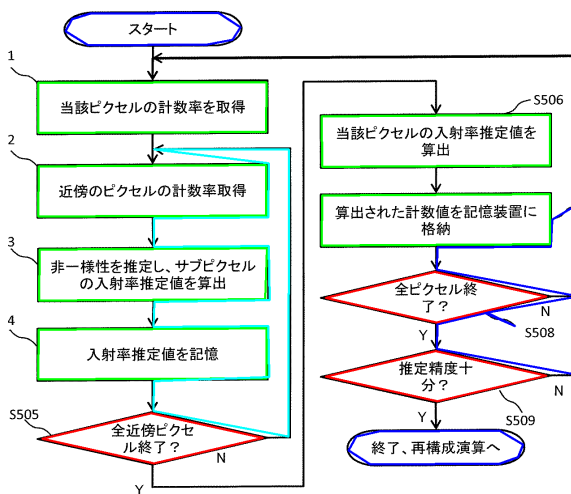 スタート
1
当該ピクセルの計数率を取得
2
近傍のピクセルの計数率取得
3
非一様性を推定し、サブピクセル
の入射率推定値を算出
4
入射率推定値を記憶
S505
全近傍ピクセ
ル終了?
N
Y
S506
当該ピクセルの入射率推定値を
算出
算出された計数値を記憶装置に
格納
全ピクセル終
了?
N
Y
S508
推定精度十
分?
N
Y
S509
終了、再構成演算へ